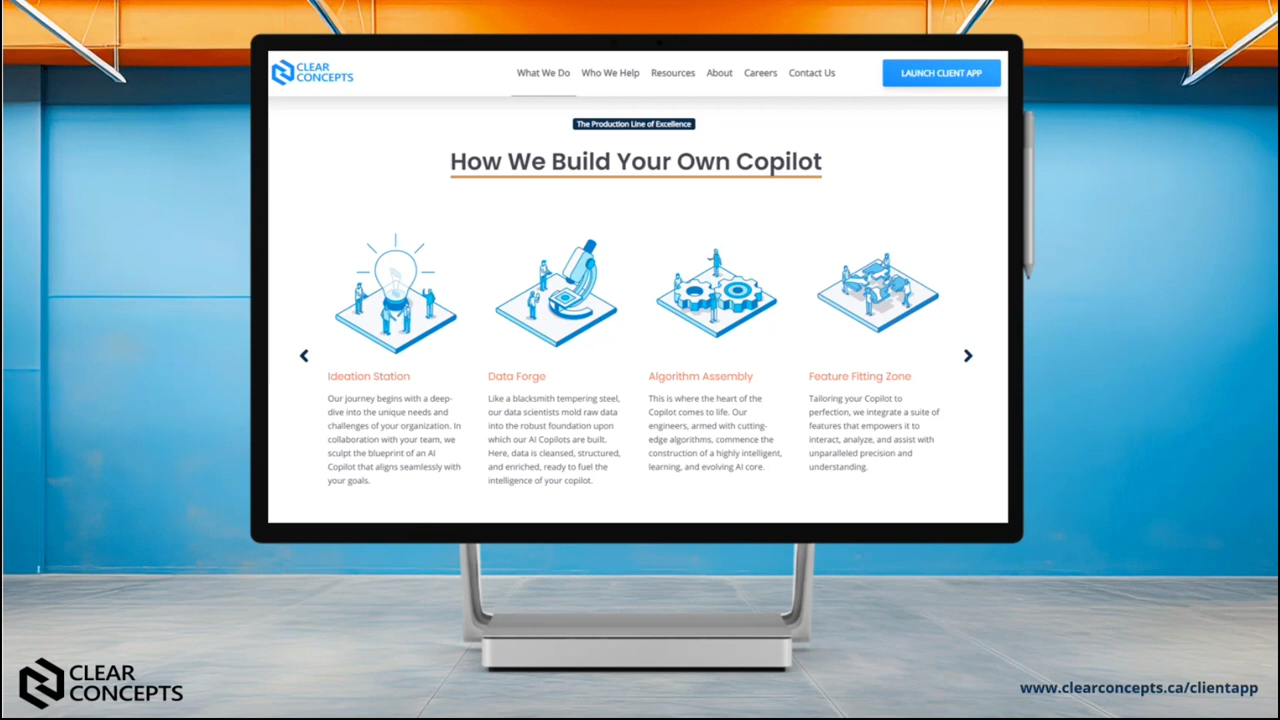 CLEAR
CONCEPTS
What We Do Who We Help Resources About Careers Contact Us
LAUNCH CLIENT APP
The Production Line of Excellence
How We Build Your Own Copilot
Ideation Station
Our journey begins with a deep-
dive into the unique needs and
challenges of your organization. In
collaboration with your team, we
sculpt the blueprint of an AI
Copilot that aligns seamlessly with
your goals.
Data Forge
Like a blacksmith tempering steel,
our data scientists mold raw data
into the robust foundation upon
which our AI Copilots are built.
Here, data is cleansed, structured,
and enriched, ready to fuel the
intelligence of your copilot.
Algorithm Assembly
This is where the heart of the
Copilot comes to life. Our
engineers, armed with cutting-
edge algorithms, commence the
construction of a highly intelligent,
learning, and evolving AI core.
Feature Fitting Zone
Tailoring your Copilot to
perfection, we integrate a suite of
features that empowers it to
interact, analyze, and assist with
unparalleled precision and
understanding.
CLEAR
CONCEPTS
www.clearconcepts.ca/clientapp